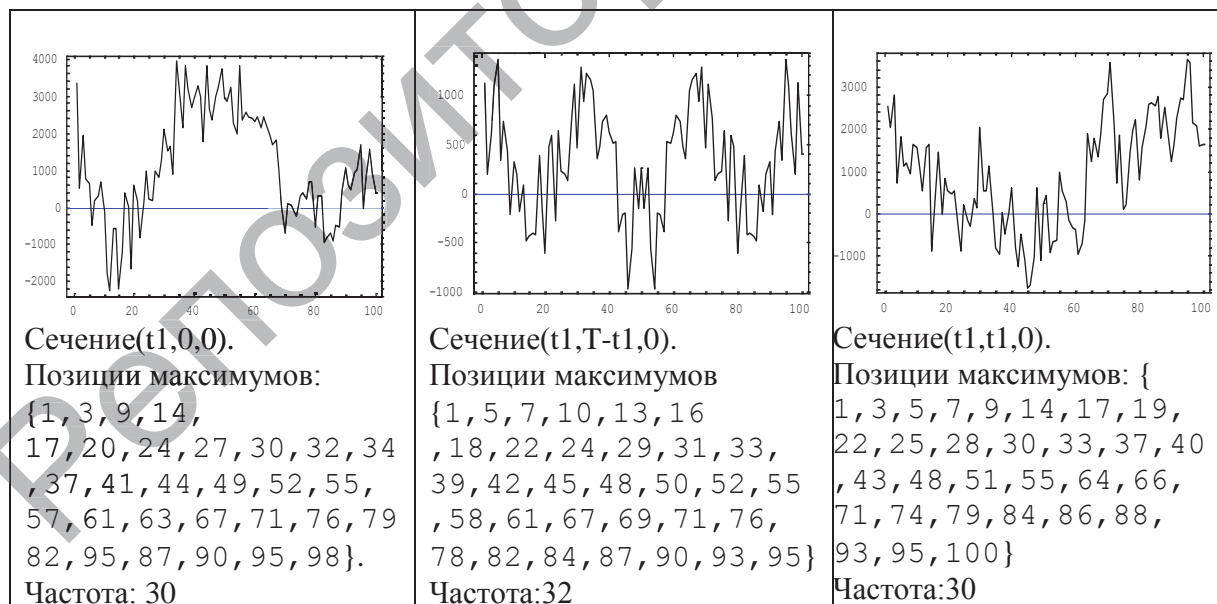 4000
3000
2000
1000
0
-1000
-2000
0 20 40 60 80 100
Сечение(t1,0,0).
Позиции максимумов:
{1,3,9,14,
17,20,24,27,30,32,34
,37,41,44,49,52,55,
57,61,63,67,71,76,79
82,95,87,90,95,98}.
Частота: 30
1000
500
0
-500
-1000
0 20 40 60 80 100
Сечение(t1,T-t1,0).
Позиции максимумов
{1,5,7,10,13,16
,18,22,24,29,31,33,
39,42,45,48,50,52,55
,58,61,67,69,71,76,
78,82,84,87,90,93,95}
Частота:32
3000
2000
1000
0
-1000
0 20 40 60 80 100
Сечение(t1,t1,0).
Позиции максимумов: {
1,3,5,7,9,14,17,19,
22,25,28,30,33,37,40
,43,48,51,55,64,66,
71,74,79,84,86,88,
93,95,100}
Частота:30
Репозито